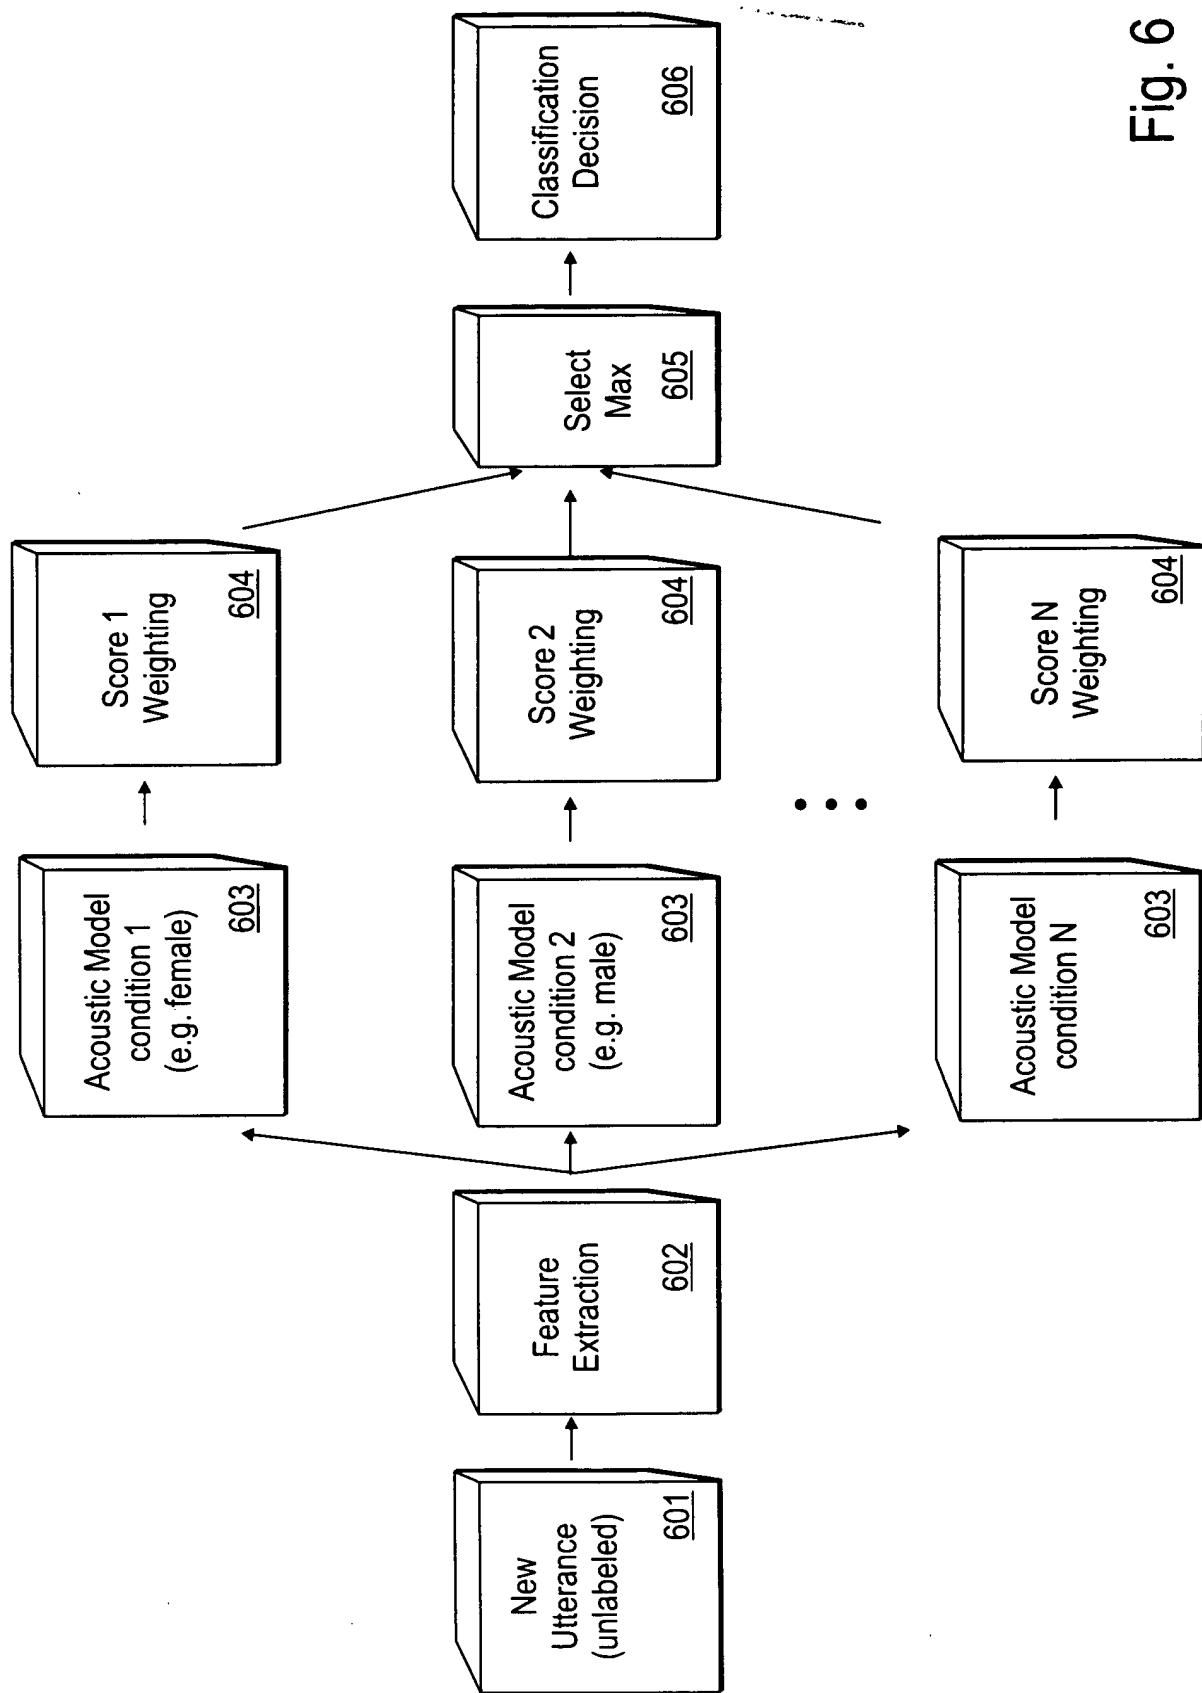 New
Utterance
(unlabeled)
601
Feature
Extraction
602
Acoustic Model
condition 1
(e.g. female)
603
Score 1
Weighting
604
Acoustic Model
condition 2
(e.g. male)
603
Score 2
Weighting
604
Acoustic Model
condition N
603
Score N
Weighting
604
Select
Max
605
Classification
Decision
606
Fig. 6